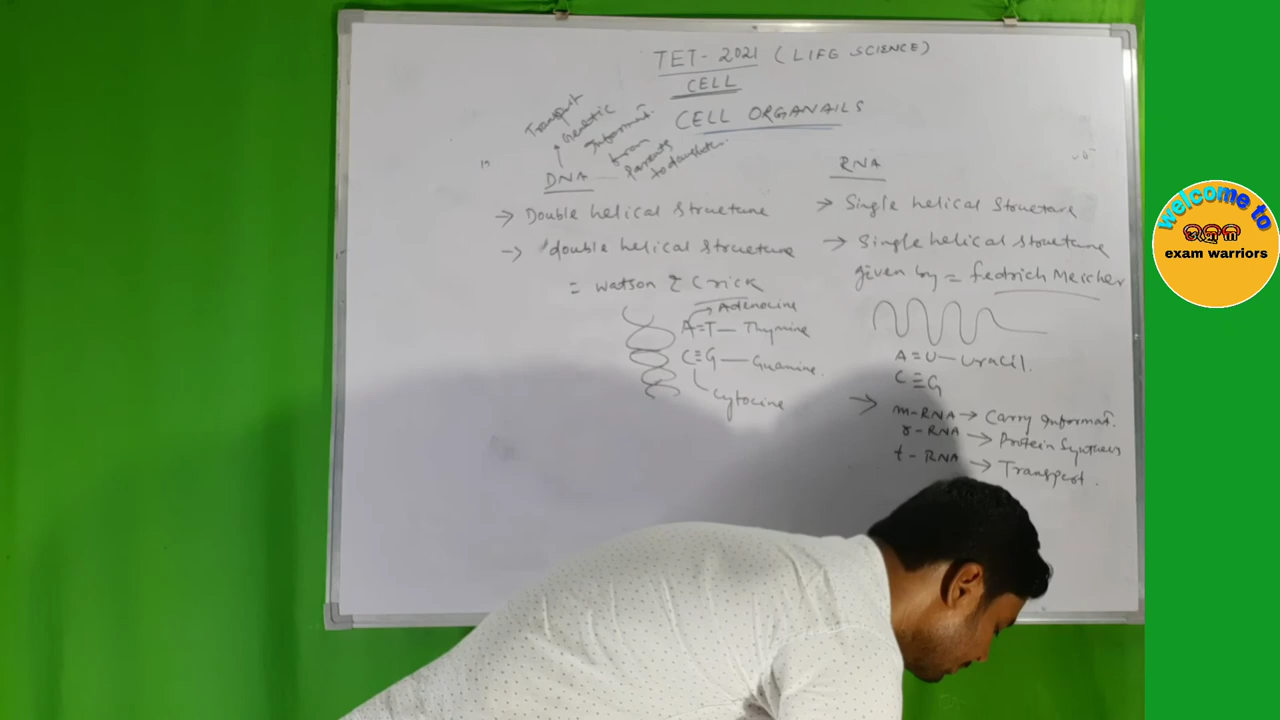 TET- 2021 (LIFE SCIENCE)
CELL
CELL ORGANAILS
Transport
Genetic
Informat.
from
Parents
to daughter.
DNA
→ Double helical structure
→ double helical structure
= Watson & Crick
Adenocine
A=T — Thymine
C≡G — Guanine.
Cytocine
RNA
→ Single helical structure
→ Single helical structure
given by = fedrich Meicher
A=U — Uracil.
C≡G
→ m-RNA → Carry Informat.
r-RNA → Protein Synthesis
t-RNA → Transport.
welcome to
exam warriors